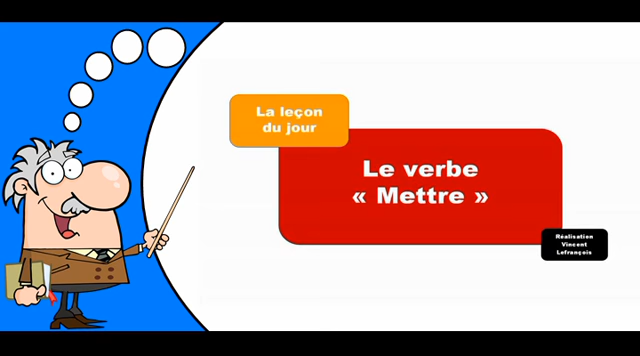 La leçon
du jour
Le verbe
« Mettre »
Réalisation
Vincent
Lefrançois